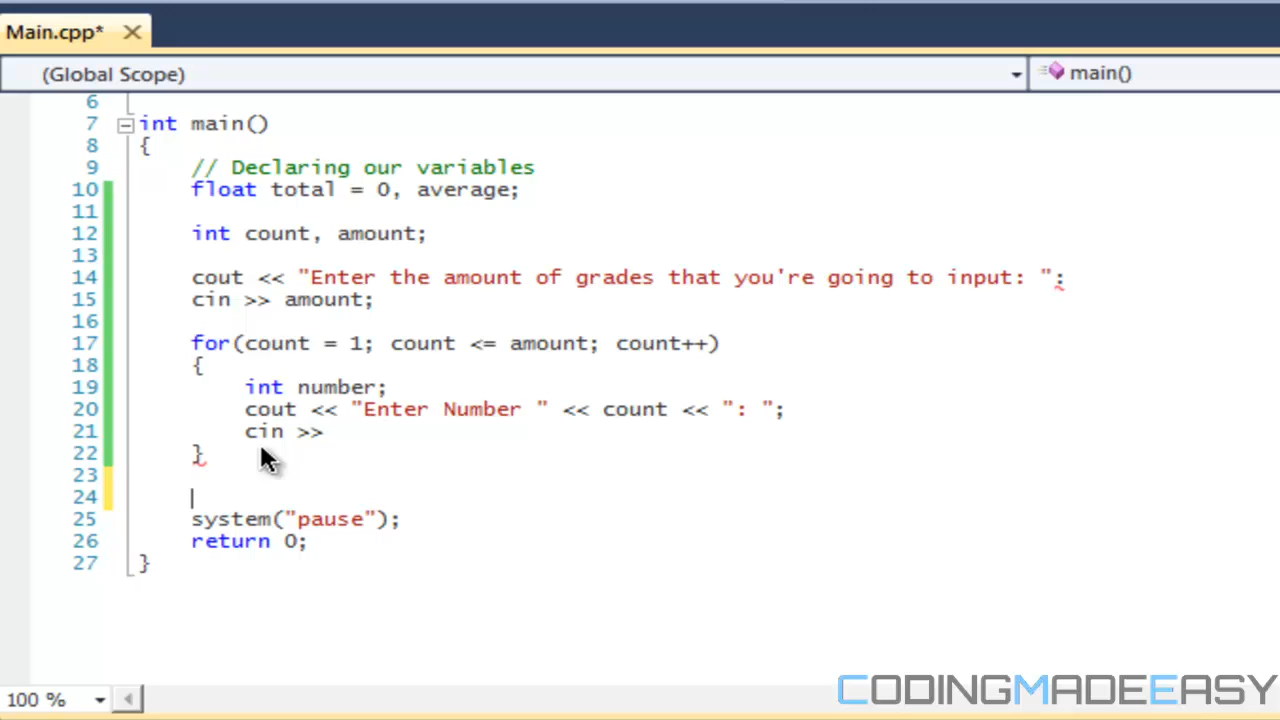 Main.cpp*
(Global Scope)
main()
6
7 int main()
8 {
9 // Declaring our variables
10 float total = 0, average;
11
12 int count, amount;
13
14 cout << "Enter the amount of grades that you're going to input: ":
15 cin >> amount;
16
17 for(count = 1; count <= amount; count++)
18 {
19 int number;
20 cout << "Enter Number " << count << ": ";
21 cin >>
22 }
23
24
25 system("pause");
26 return 0;
27 }
100 %
CODINGMADEEASY